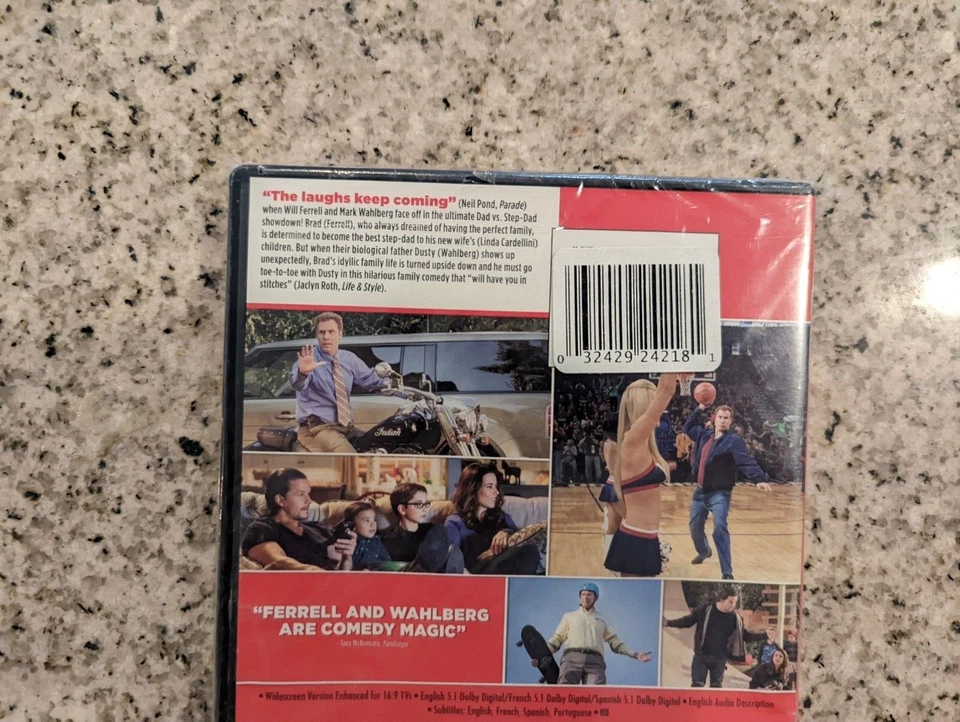 “The laughs keep coming” (Neil Pond, Parade)
when Will Ferrell and Mark Wahlberg face off in the ultimate Dad vs. Step-Dad
showdown! Brad (Ferrell), who always dreamed of having the perfect family,
is determined to become the best step-dad to his new wife's (Linda Cardellini)
children. But when their biological father Dusty (Wahlberg) shows up
unexpectedly, Brad's idyllic family life is turned upside down and he must go
toe-to-toe with Dusty in this hilarious family comedy that “will have you in
stitches” (Jaclyn Roth, Life & Style).
0 32429 24218 1
Indian
“FERRELL AND WAHLBERG
ARE COMEDY MAGIC”
- Tara McNamara, Fandango
• Widescreen Version Enhanced for 16:9 TVs • English 5.1 Dolby Digital/French 5.1 Dolby Digital/Spanish 5.1 Dolby Digital • English Audio Description
• Subtitles: English, French, Spanish, Portuguese •